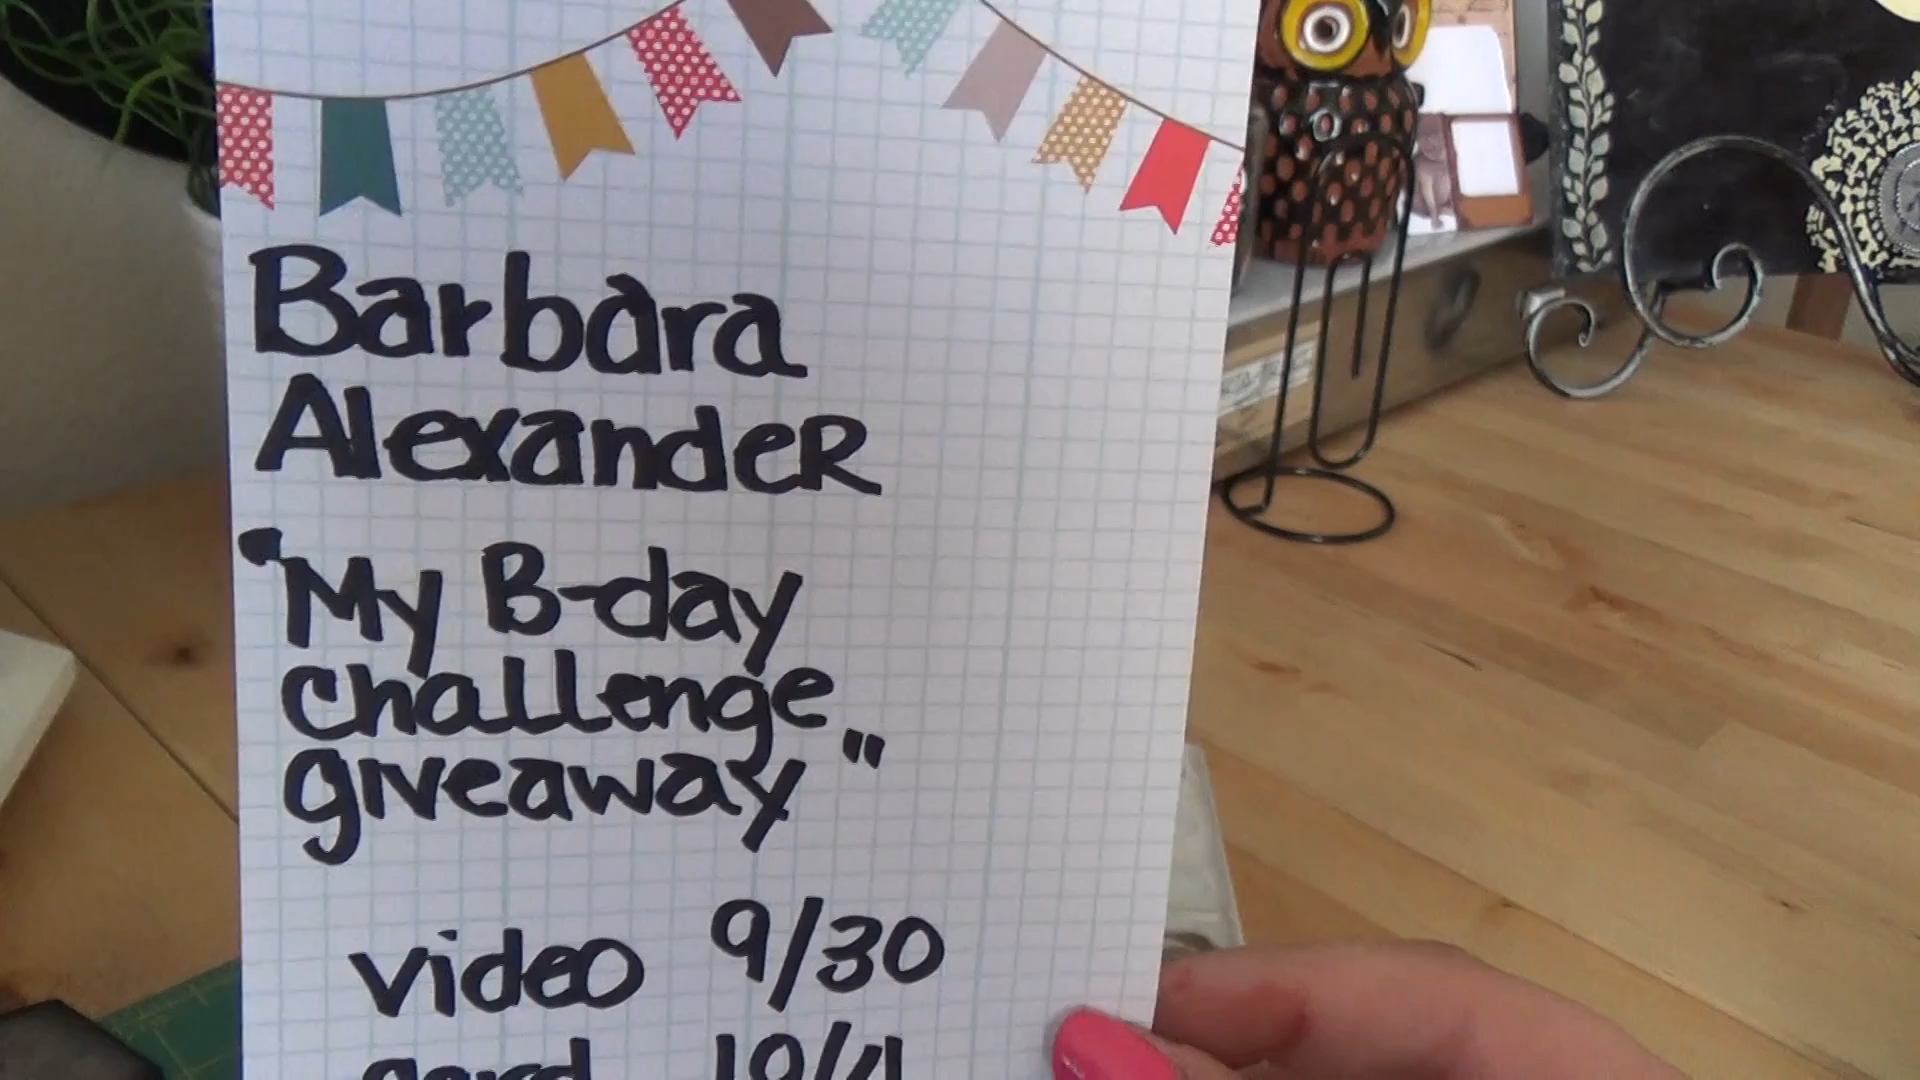 Barbara
AlexandeR
"My B-day
challenge
giveaway"
video 9/30